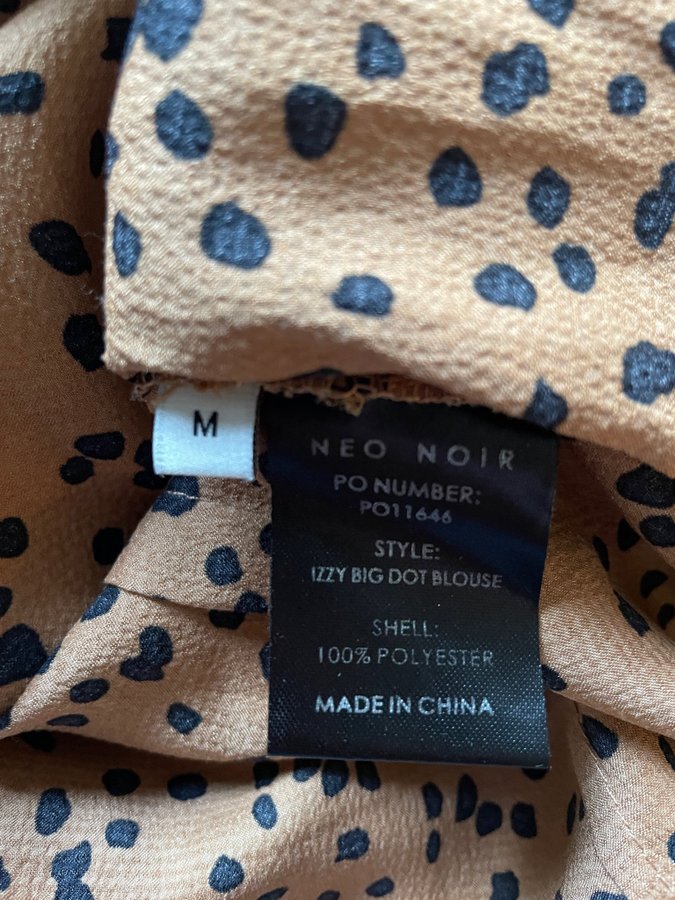 M
NEO NOIR
PO NUMBER:
PO11646
STYLE:
IZZY BIG DOT BLOUSE
SHELL:
100% POLYESTER
MADE IN CHINA